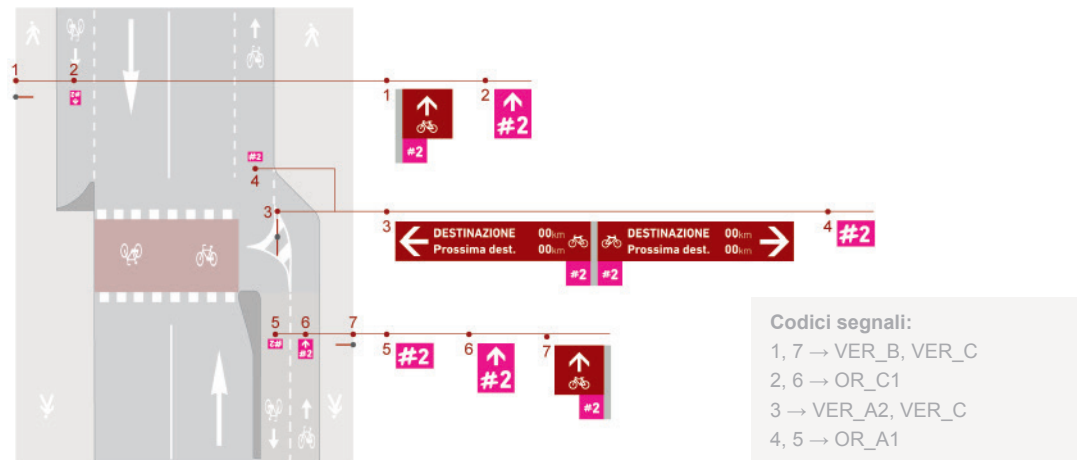 1
2
#2
1
2
#2
#2
#2
4
3
3
DESTINAZIONE 00km
Prossima dest. 00km
DESTINAZIONE 00km
Prossima dest. 00km
#2
#2
4
#2
5
6
7
#2
#2
5
#2
6
#2
7
#2
Codici segnali:
1, 7 → VER_B, VER_C
2, 6 → OR_C1
3 → VER_A2, VER_C
4, 5 → OR_A1